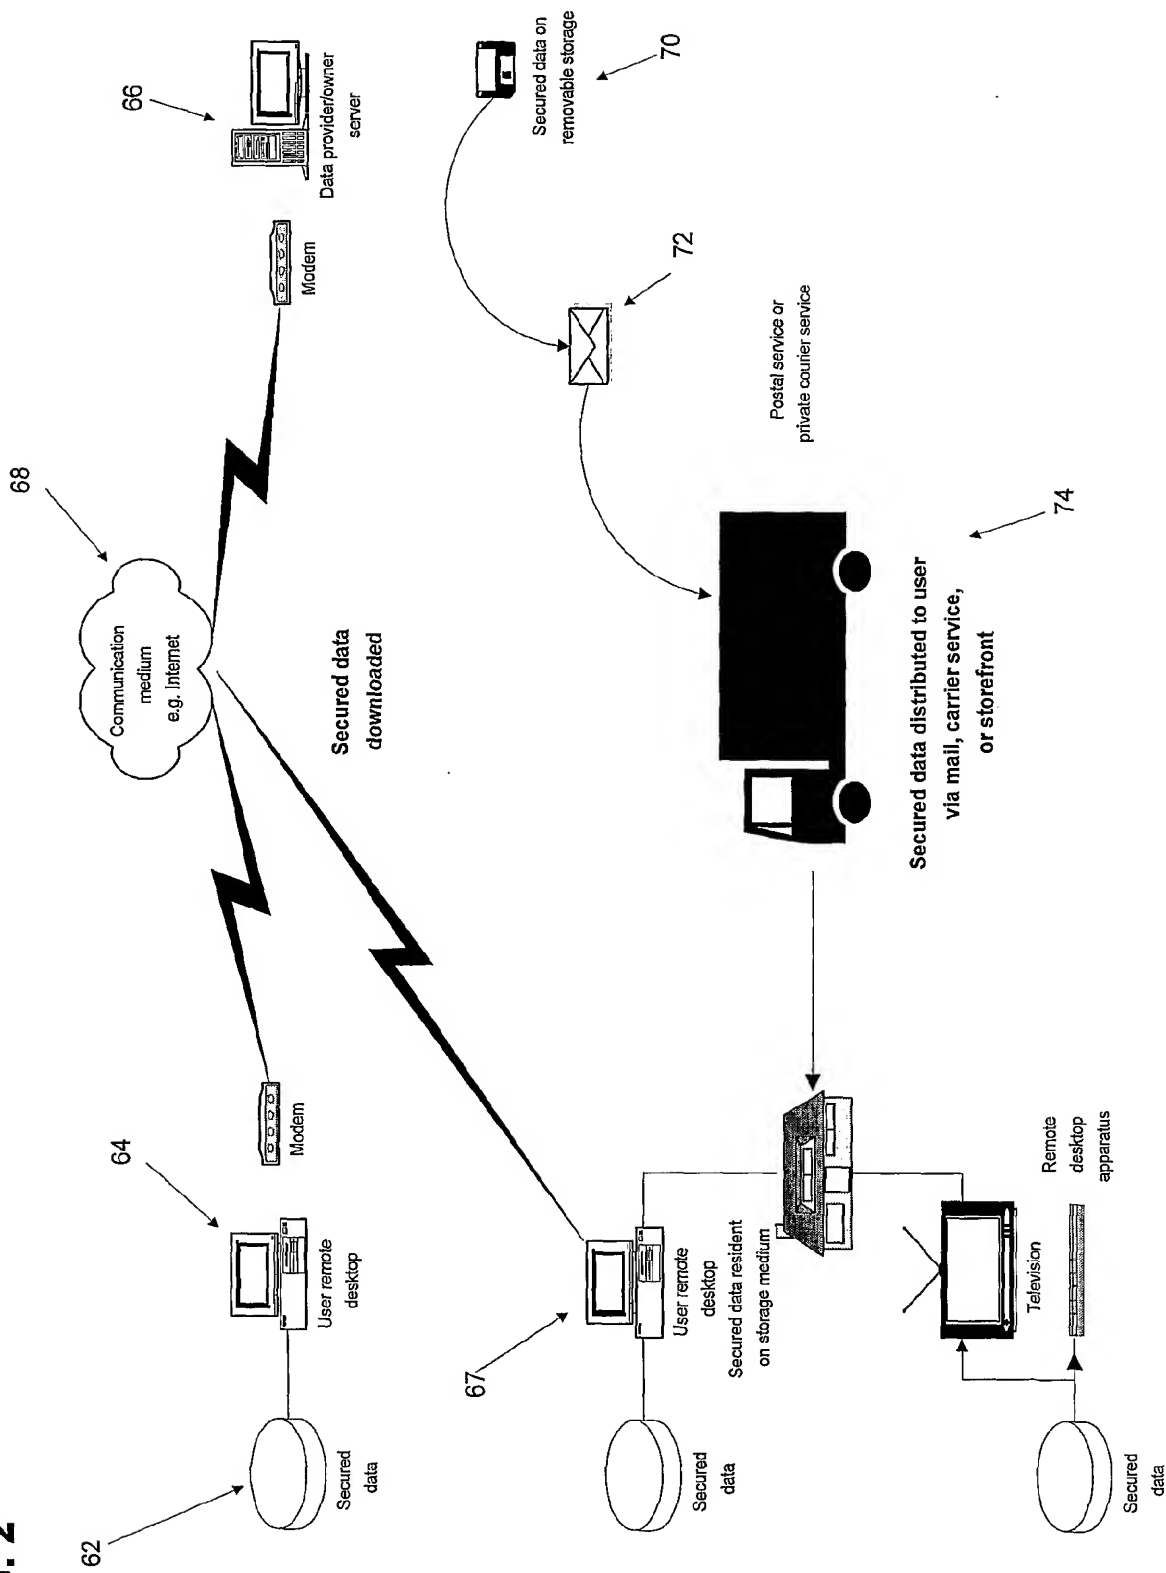 . 2
68
62
64
66
Communication
medium
e.g. Internet
Modem
Modem
User remote
desktop
Data provider/owner
server
Secured
data
Secured data
downloaded
67
Secured data on
removable storage
70
72
User remote
desktop
Secured data resident
on storage medium
Secured
data
Postal service or
private courier service
Secured data distributed to user
via mail, carrier service,
or storefront
74
Television
Remote
desktop
apparatus
Secured
data